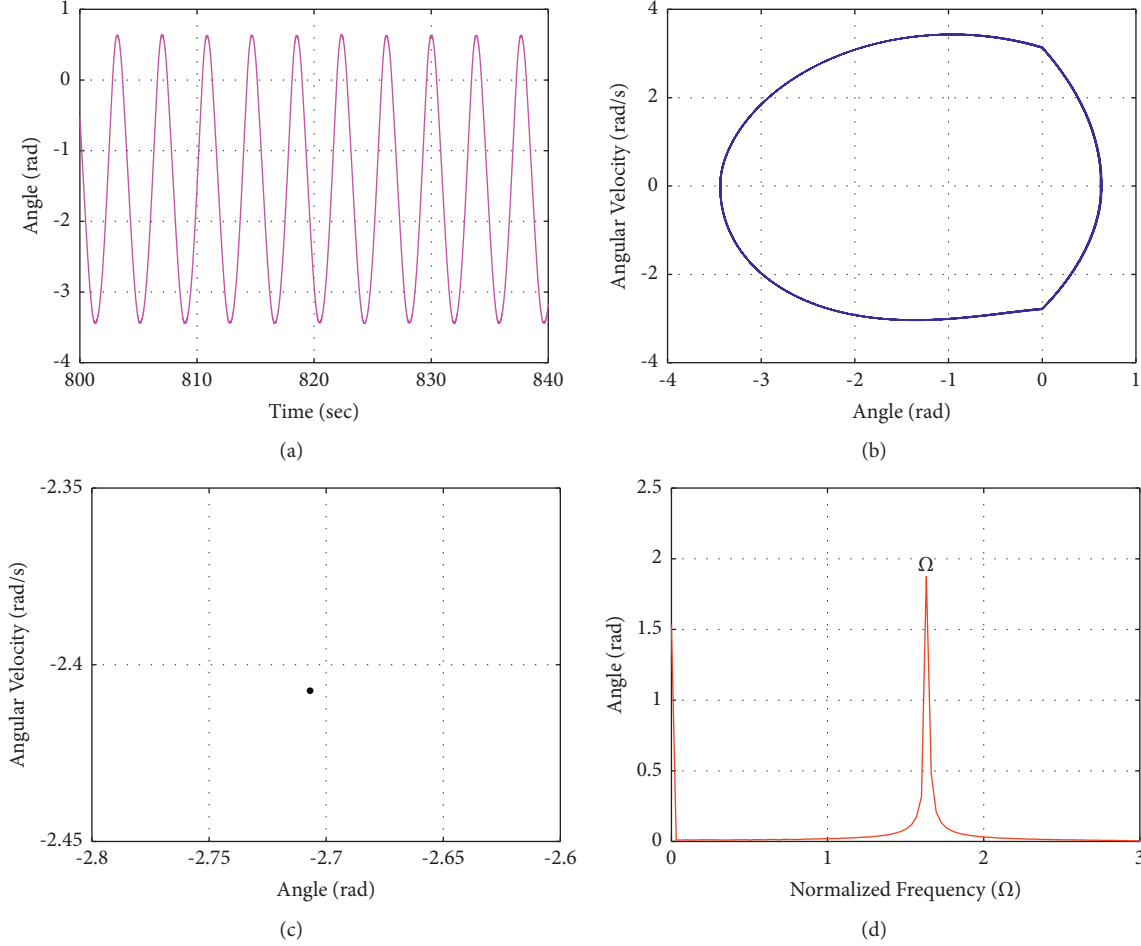 1
0
-1
-2
-3
-4
Angle (rad)
800 810 820 830 840
Time (sec)
(a)
4
2
0
-2
-4
Angular Velocity (rad/s)
-4 -3 -2 -1 0 1
Angle (rad)
(b)
-2.35
-2.4
-2.45
Angular Velocity (rad/s)
-2.8 -2.75 -2.7 -2.65 -2.6
Angle (rad)
(c)
2.5
2
1.5
1
0.5
0
Angle (rad)
Ω
0 1 2 3
Normalized Frequency (Ω)
(d)